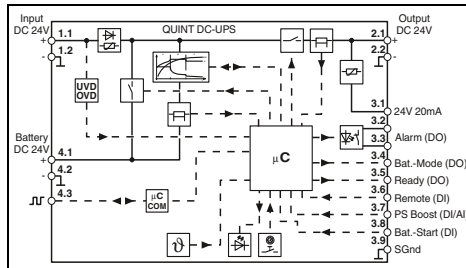 Input
DC 24V
QUINT DC-UPS
Output
DC 24V
1.1
+
1.2
-
2.1
+
2.2
-
UVD
OVD
3.1
24V 20mA
3.2
Alarm (DO)
3.3
Battery
DC 24V
4.1
+
4.2
-
4.3
µC
µC
COM
3.4
Bat.-Mode (DO)
3.5
Ready (DO)
3.6
Remote (DI)
3.7
PS Boost (DI/AI)
3.8
Bat.-Start (DI)
3.9
SGnd
ϑ